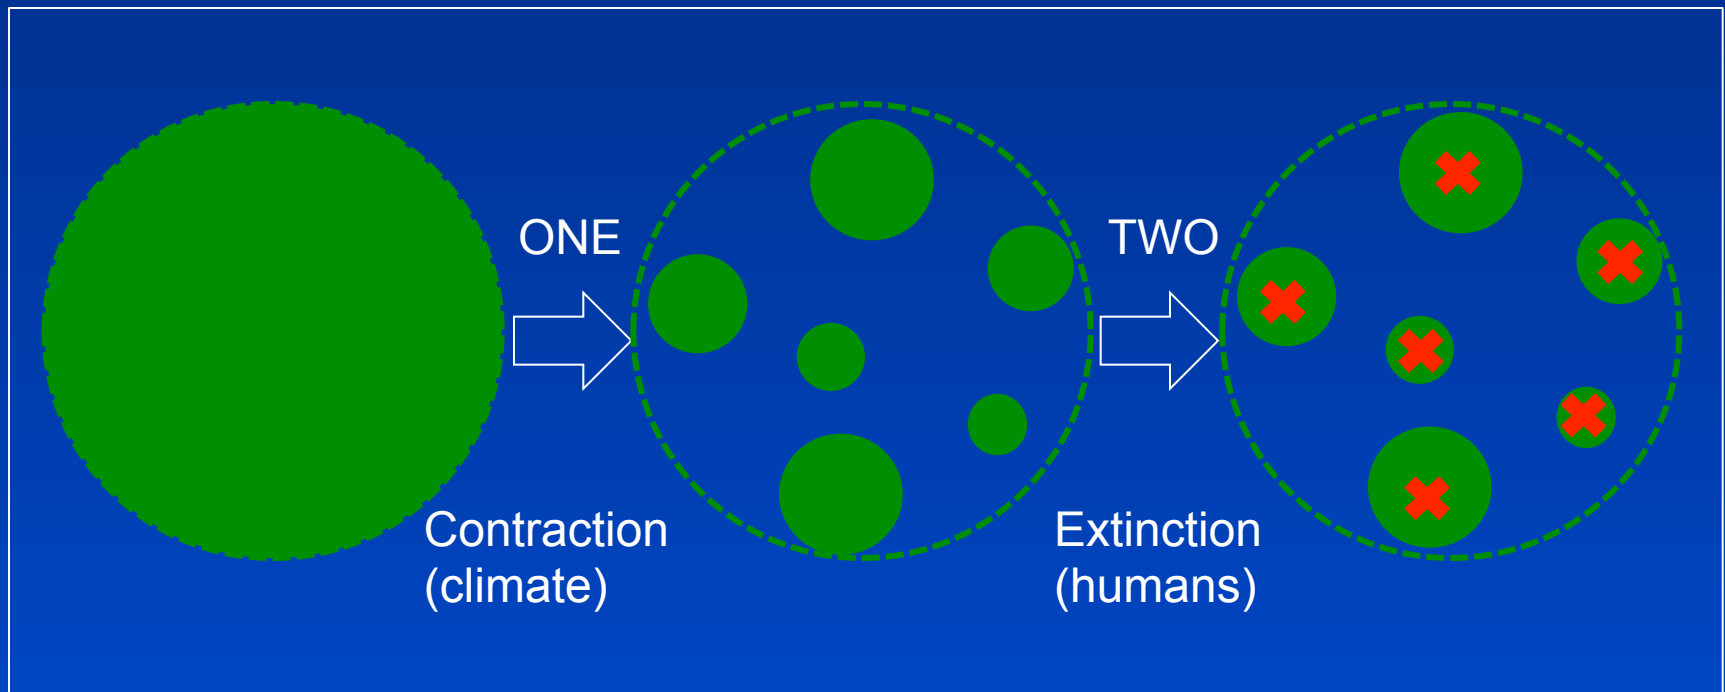 ONE
Contraction
(climate)
TWO
Extinction
(humans)